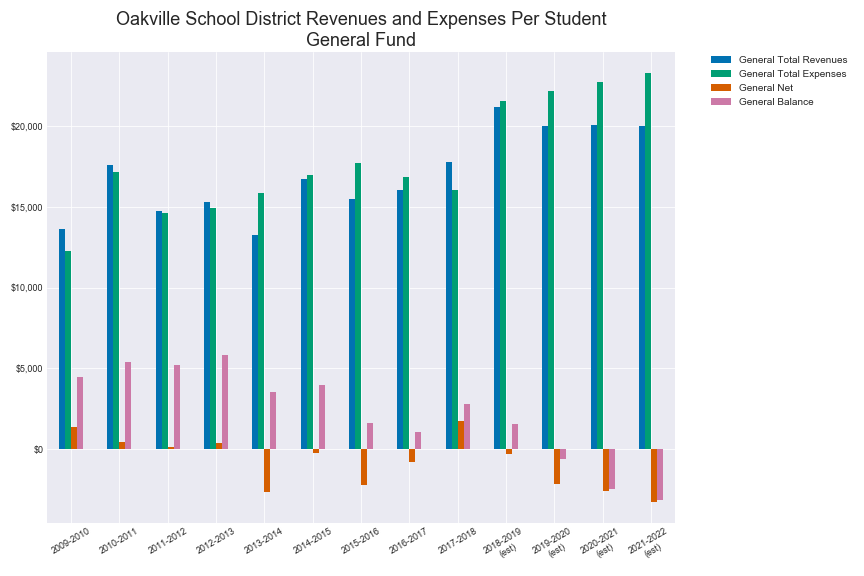 Oakville School District Revenues and Expenses Per Student
General Fund
General Total Revenues
General Total Expenses
General Net
General Balance
$20,000
$15,000
$10,000
$5,000
$0
2009-2010
2010-2011
2011-2012
2012-2013
2013-2014
2014-2015
2015-2016
2016-2017
2017-2018
2018-2019
(est)
2019-2020
(est)
2020-2021
(est)
2021-2022
(est)